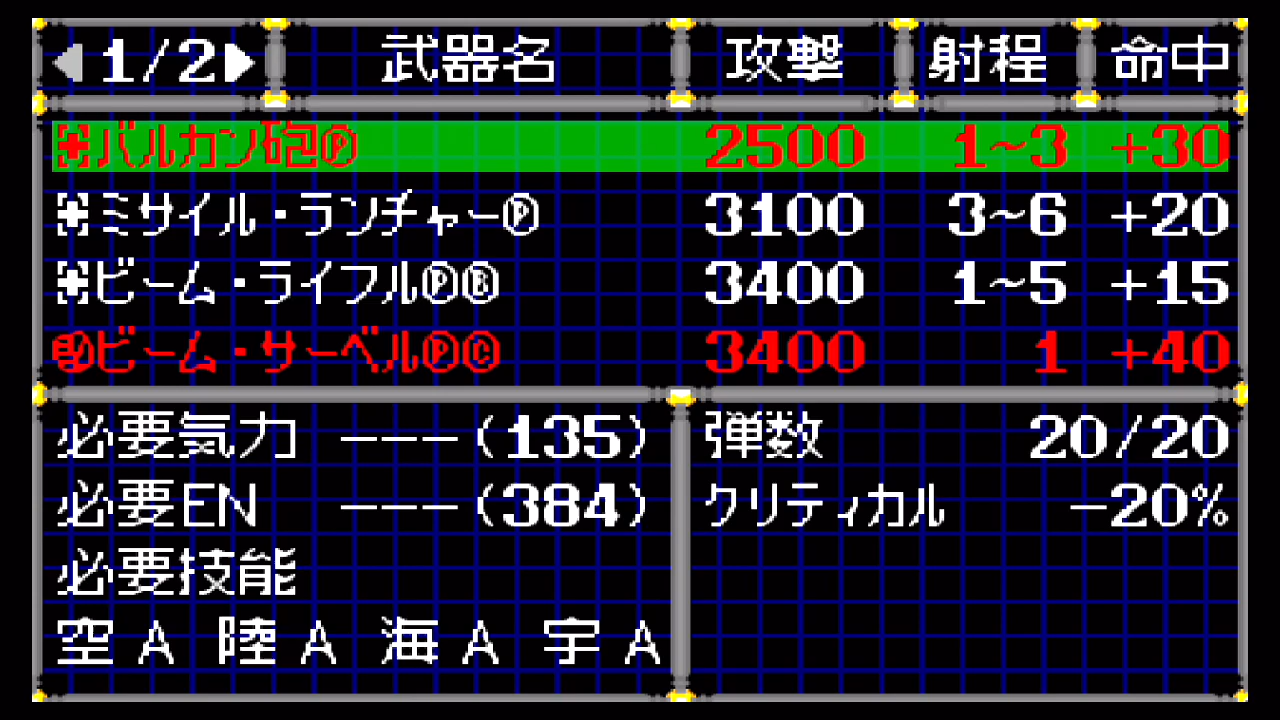 ◀1/2▶ 武器名 攻撃 射程 命中
バルカン砲Ⓟ 2500 1~3 +30
ミサイル・ランチャーⓅ 3100 3~6 +20
ビーム・ライフルⓅⒷ 3400 1~5 +15
ビーム・サーベルⓅⒸ 3400 1 +40
必要気力 ---(135) 弾数 20/20
必要EN ---(384) クリティカル -20%
必要技能
空 A 陸 A 海 A 宇 A